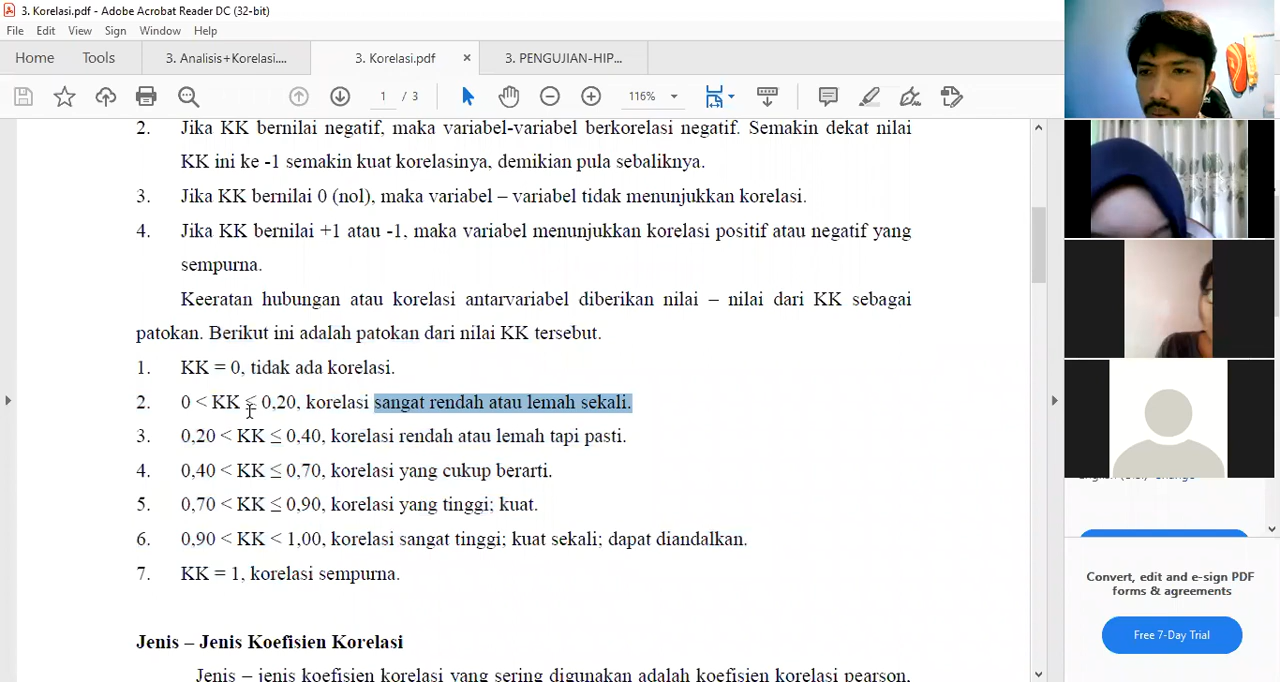 3. Korelasi.pdf - Adobe Acrobat Reader DC (32-bit)
File Edit View Sign Window Help
Home Tools 3. Analisis+Korelasi.... 3. Korelasi.pdf × 3. PENGUJIAN-HIP...
1 / 3 116%
2. Jika KK bernilai negatif, maka variabel-variabel berkorelasi negatif. Semakin dekat nilai
KK ini ke -1 semakin kuat korelasinya, demikian pula sebaliknya.
3. Jika KK bernilai 0 (nol), maka variabel – variabel tidak menunjukkan korelasi.
4. Jika KK bernilai +1 atau -1, maka variabel menunjukkan korelasi positif atau negatif yang
sempurna.
Keeratan hubungan atau korelasi antarvariabel diberikan nilai – nilai dari KK sebagai
patokan. Berikut ini adalah patokan dari nilai KK tersebut.
1. KK = 0, tidak ada korelasi.
2. 0 < KK ≤ 0,20, korelasi sangat rendah atau lemah sekali.
3. 0,20 < KK ≤ 0,40, korelasi rendah atau lemah tapi pasti.
4. 0,40 < KK ≤ 0,70, korelasi yang cukup berarti.
5. 0,70 < KK ≤ 0,90, korelasi yang tinggi; kuat.
6. 0,90 < KK < 1,00, korelasi sangat tinggi; kuat sekali; dapat diandalkan.
7. KK = 1, korelasi sempurna.
Jenis – Jenis Koefisien Korelasi
Jenis – jenis koefisien korelasi yang sering digunakan adalah koefisien korelasi pearson,
Convert, edit and e-sign PDF
forms & agreements
Free 7-Day Trial